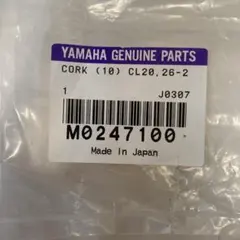 YAMAHA GENUINE PARTS
CORK (10) CL20,26-2
1 J0307
M0247100
Made in Japan